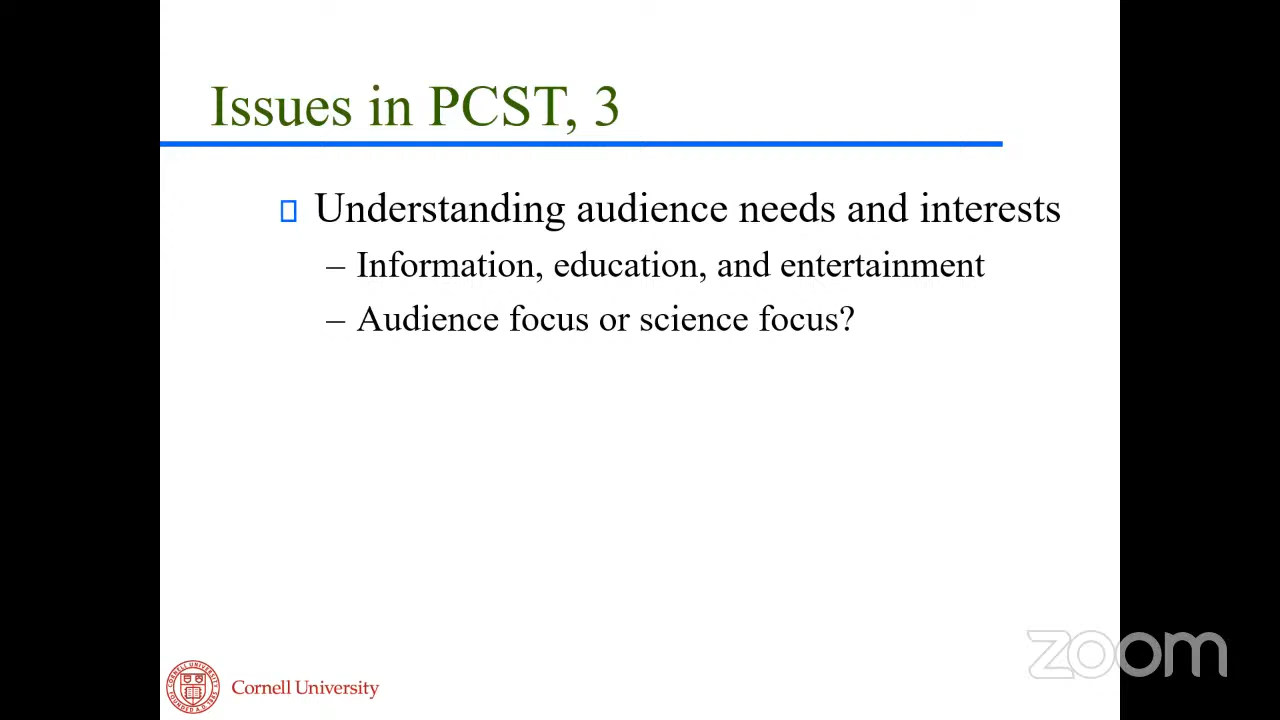 Issues in PCST, 3
Understanding audience needs and interests
– Information, education, and entertainment
– Audience focus or science focus?
Cornell University
zoom